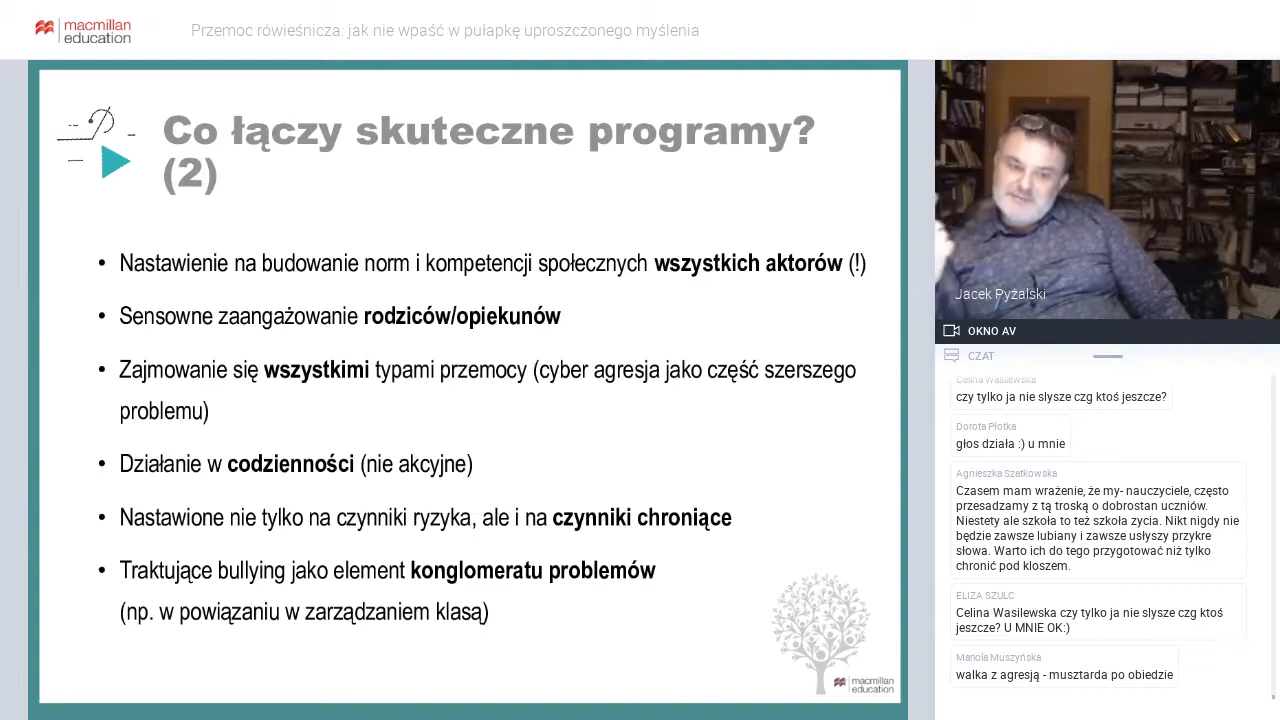 macmillan
education
Przemoc rówieśnicza: jak nie wpaść w pułapkę uproszczonego myślenia
Co łączy skuteczne programy?
(2)
• Nastawienie na budowanie norm i kompetencji społecznych wszystkich aktorów (!)
• Sensowne zaangażowanie rodziców/opiekunów
• Zajmowanie się wszystkimi typami przemocy (cyber agresja jako część szerszego
problemu)
• Działanie w codzienności (nie akcyjne)
• Nastawione nie tylko na czynniki ryzyka, ale i na czynniki chroniące
• Traktujące bullying jako element konglomeratu problemów
(np. w powiązaniu w zarządzaniem klasą)
macmillan
education
Jacek Pyżalski
OKNO AV
CZAT
Celina Wasilewska
czy tylko ja nie slysze czg ktoś jeszcze?
Dorota Płotka
głos działa :) u mnie
Agnieszka Szatkowska
Czasem mam wrażenie, że my- nauczyciele, często
przesadzamy z tą troską o dobrostan uczniów.
Niestety ale szkoła to też szkoła zycia. Nikt nigdy nie
będzie zawsze lubiany i zawsze usłyszy przykre
słowa. Warto ich do tego przygotować niż tylko
chronić pod kloszem.
ELIZA SZULC
Celina Wasilewska czy tylko ja nie slysze czg ktoś
jeszcze? U MNIE OK:)
Mariola Muszyńska
walka z agresją - musztarda po obiedzie